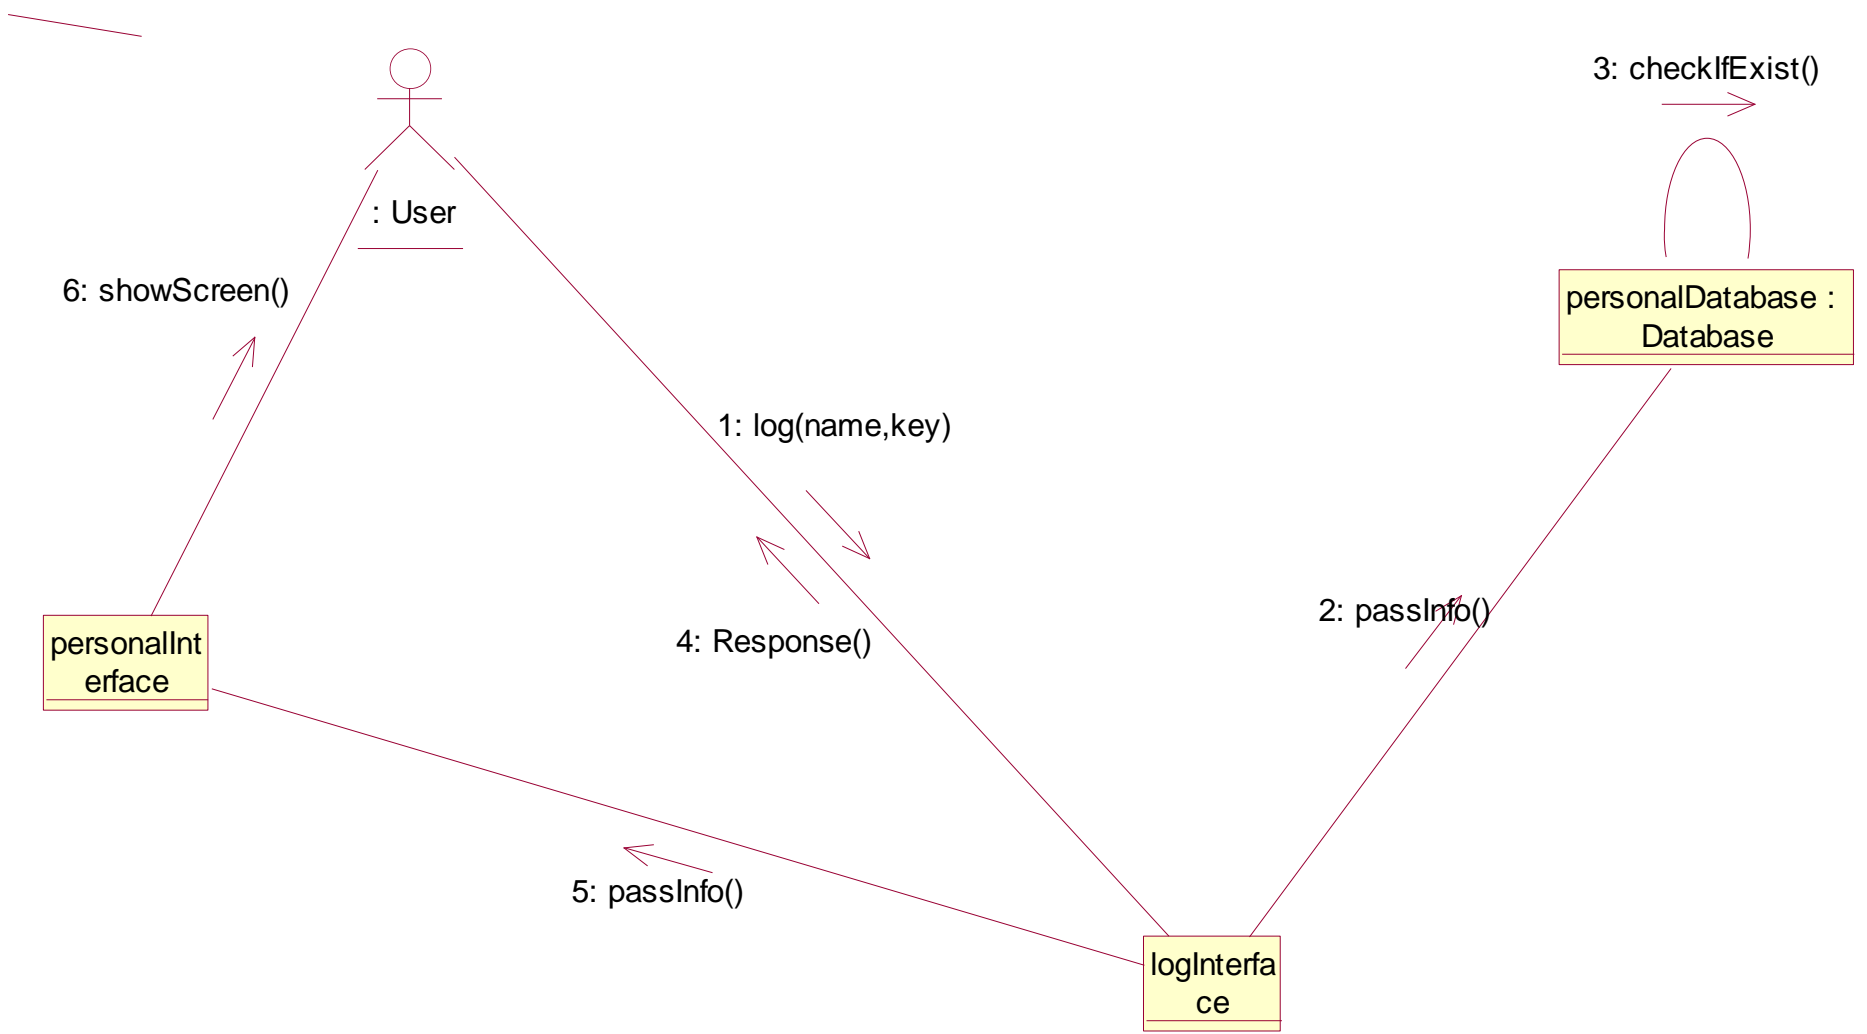 3: checkIfExist()
: User
6: showScreen()
personalDatabase :
Database
1: log(name,key)
2: passInfo()
4: Response()
personalInt
erface
5: passInfo()
logInterfa
ce